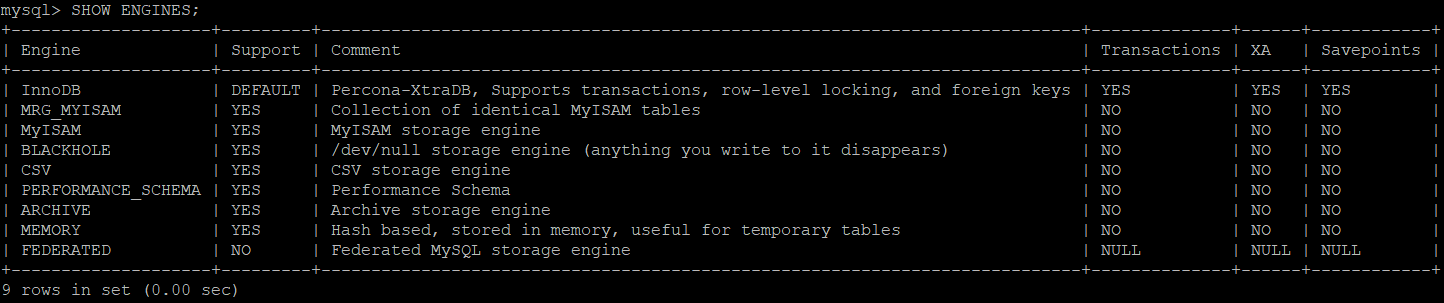 mysql> SHOW ENGINES;
+--------------------+---------+----------------------------------------------------------------------------+--------------+------+------------+
| Engine             | Support | Comment                                                                    | Transactions | XA   | Savepoints |
+--------------------+---------+----------------------------------------------------------------------------+--------------+------+------------+
| InnoDB             | DEFAULT | Percona-XtraDB, Supports transactions, row-level locking, and foreign keys | YES          | YES  | YES        |
| MRG_MYISAM         | YES     | Collection of identical MyISAM tables                                      | NO           | NO   | NO         |
| MyISAM             | YES     | MyISAM storage engine                                                      | NO           | NO   | NO         |
| BLACKHOLE          | YES     | /dev/null storage engine (anything you write to it disappears)             | NO           | NO   | NO         |
| CSV                | YES     | CSV storage engine                                                         | NO           | NO   | NO         |
| PERFORMANCE_SCHEMA | YES     | Performance Schema                                                         | NO           | NO   | NO         |
| ARCHIVE            | YES     | Archive storage engine                                                     | NO           | NO   | NO         |
| MEMORY             | YES     | Hash based, stored in memory, useful for temporary tables                  | NO           | NO   | NO         |
| FEDERATED          | NO      | Federated MySQL storage engine                                             | NULL         | NULL | NULL       |
+--------------------+---------+----------------------------------------------------------------------------+--------------+------+------------+
9 rows in set (0.00 sec)